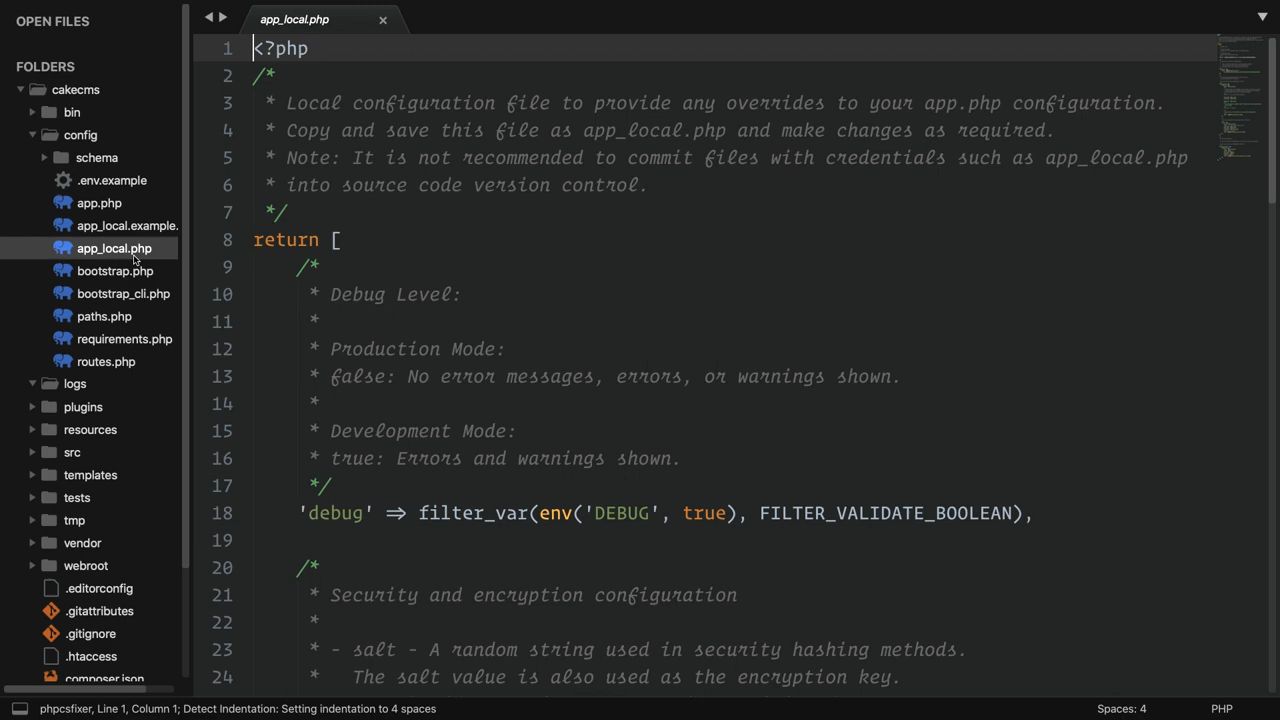 OPEN FILES
FOLDERS
cakecms
bin
config
schema
.env.example
app.php
app_local.example.
app_local.php
bootstrap.php
bootstrap_cli.php
paths.php
requirements.php
routes.php
logs
plugins
resources
src
templates
tests
tmp
vendor
webroot
.editorconfig
.gitattributes
.gitignore
.htaccess
composer.json
app_local.php ×
1 <?php
2 /*
3 * Local configuration file to provide any overrides to your app.php configuration.
4 * Copy and save this file as app_local.php and make changes as required.
5 * Note: It is not recommended to commit files with credentials such as app_local.php
6 * into source code version control.
7 */
8 return [
9 /*
10 * Debug Level:
11 *
12 * Production Mode:
13 * false: No error messages, errors, or warnings shown.
14 *
15 * Development Mode:
16 * true: Errors and warnings shown.
17 */
18 'debug' => filter_var(env('DEBUG', true), FILTER_VALIDATE_BOOLEAN),
19
20 /*
21 * Security and encryption configuration
22 *
23 * - salt - A random string used in security hashing methods.
24 * The salt value is also used as the encryption key.
phpcsfixer, Line 1, Column 1; Detect Indentation: Setting indentation to 4 spaces
Spaces: 4
PHP